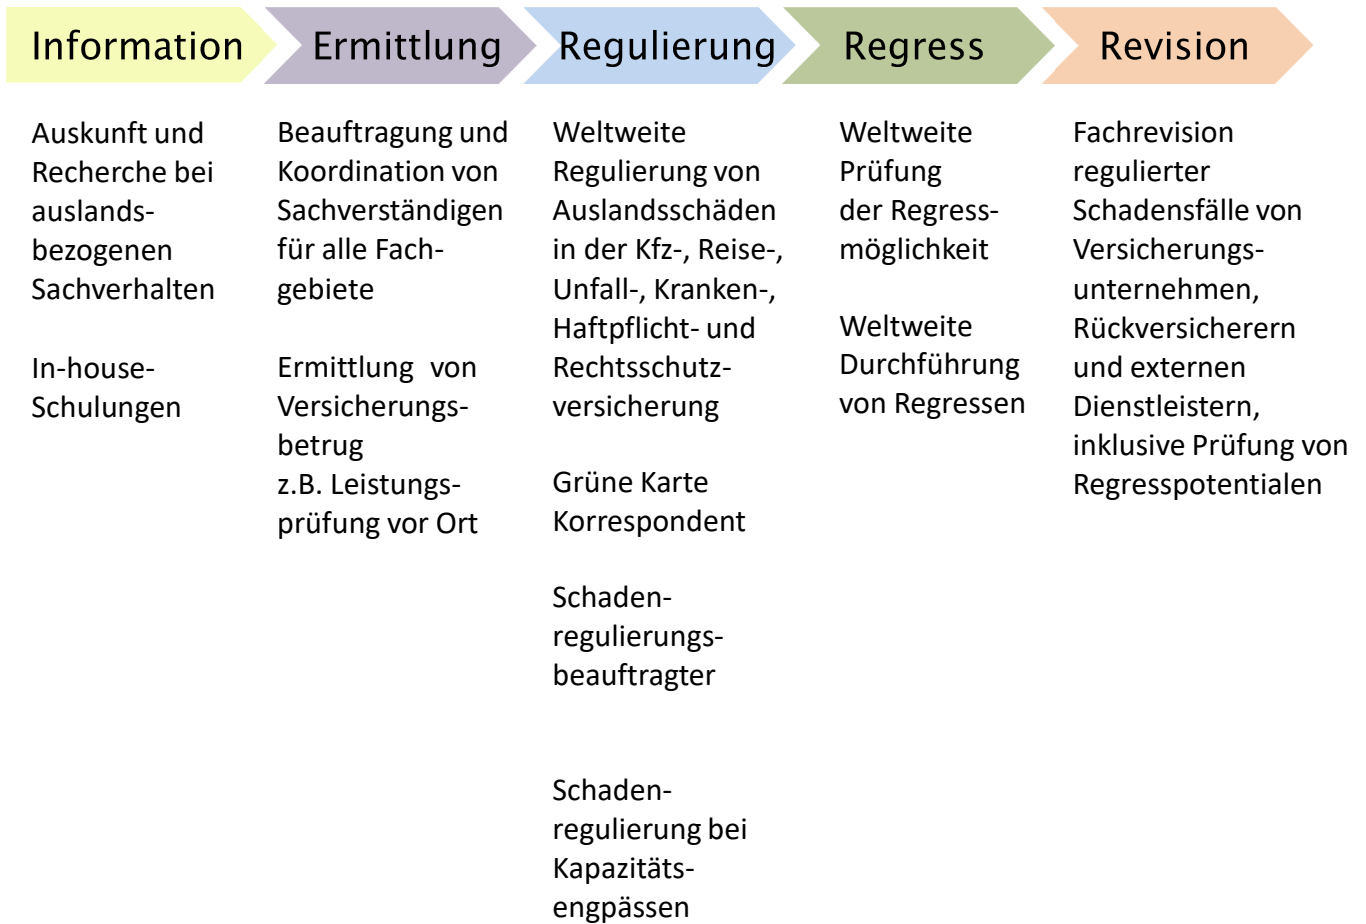 Information
Ermittlung
Regulierung
Regress
Revision
Auskunft und
Recherche bei
auslands-
bezogenen
Sachverhalten
In-house-
Schulungen
Beauftragung und
Koordination von
Sachverständigen
für alle Fach-
gebiete
Ermittlung von
Versicherungs-
betrug
z.B. Leistungs-
prüfung vor Ort
Weltweite
Regulierung von
Auslandsschäden
in der Kfz-, Reise-,
Unfall-, Kranken-,
Haftpflicht- und
Rechtsschutz-
versicherung
Grüne Karte
Korrespondent
Schaden-
regulierungs-
beauftragter
Schaden-
regulierung bei
Kapazitäts-
engpässen
Weltweite
Prüfung
der Regress-
möglichkeit
Weltweite
Durchführung
von Regressen
Fachrevision
regulierter
Schadensfälle von
Versicherungs-
unternehmen,
Rückversicherern
und externen
Dienstleistern,
inklusive Prüfung von
Regresspotentialen